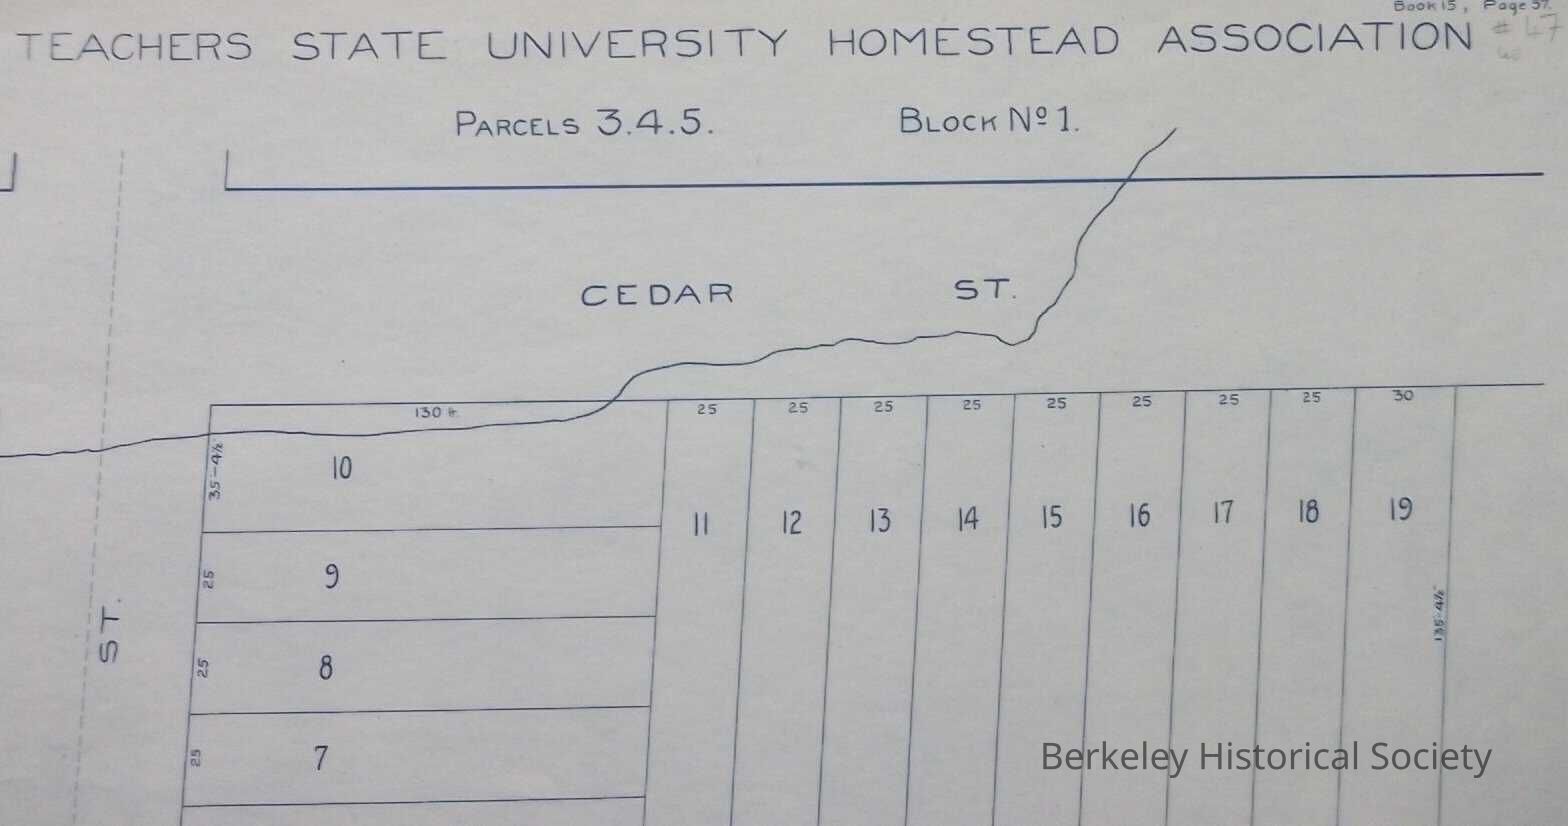 Book 15, Page 57.
TEACHERS STATE UNIVERSITY HOMESTEAD ASSOCIATION
# 47
PARCELS 3.4.5. BLOCK Nº 1.
CEDAR ST.
130 ft.
25 25 25 25 25 25 25 25 30
35-4½
10
11 12 13 14 15 16 17 18 19
25
9
135-4½
ST.
25
8
25
7
Berkeley Historical Society